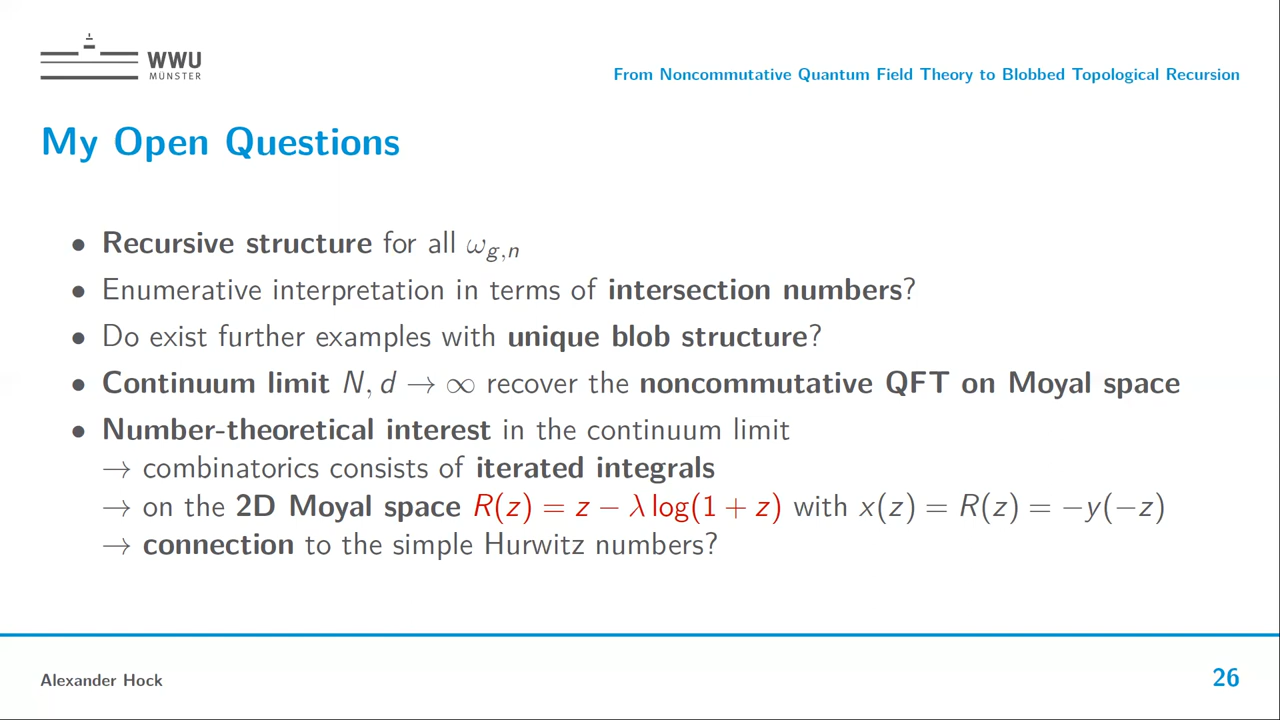 WWU
MÜNSTER
From Noncommutative Quantum Field Theory to Blobbed Topological Recursion
My Open Questions
• Recursive structure for all ω_{g,n}
• Enumerative interpretation in terms of intersection numbers?
• Do exist further examples with unique blob structure?
• Continuum limit N, d → ∞ recover the noncommutative QFT on Moyal space
• Number-theoretical interest in the continuum limit
→ combinatorics consists of iterated integrals
→ on the 2D Moyal space R(z) = z − λ log(1 + z) with x(z) = R(z) = −y(−z)
→ connection to the simple Hurwitz numbers?
Alexander Hock
26